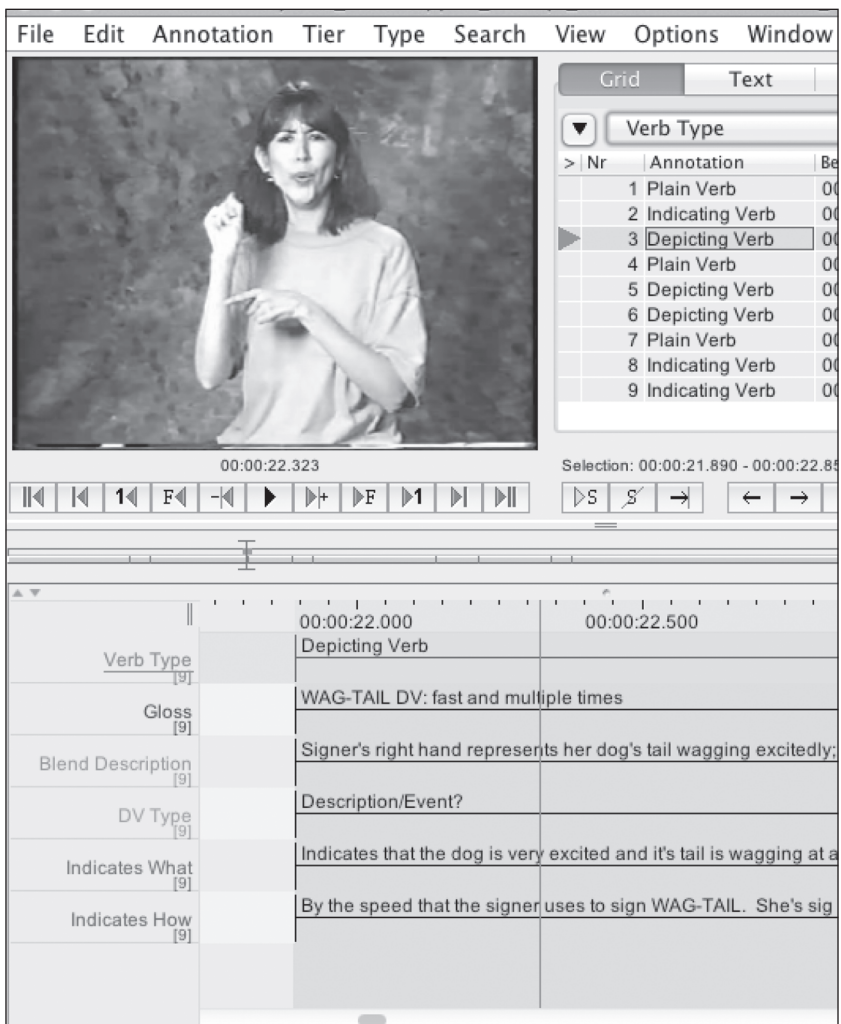 File Edit Annotation Tier Type Search View Options Window
Grid Text
Verb Type
> Nr Annotation Be
1 Plain Verb 00
2 Indicating Verb 00
3 Depicting Verb 00
4 Plain Verb 00
5 Depicting Verb 00
6 Depicting Verb 00
7 Plain Verb 00
8 Indicating Verb 00
9 Indicating Verb 00
00:00:22.323
Selection: 00:00:21.890 - 00:00:22.85
1 F - + F 1 S S
00:00:22.000 00:00:22.500
Verb Type
[9]
Depicting Verb
Gloss
[9]
WAG-TAIL DV: fast and multiple times
Blend Description
[9]
Signer's right hand represents her dog's tail wagging excitedly;
DV Type
[9]
Description/Event?
Indicates What
[9]
Indicates that the dog is very excited and it's tail is wagging at a
Indicates How
[9]
By the speed that the signer uses to sign WAG-TAIL. She's sig